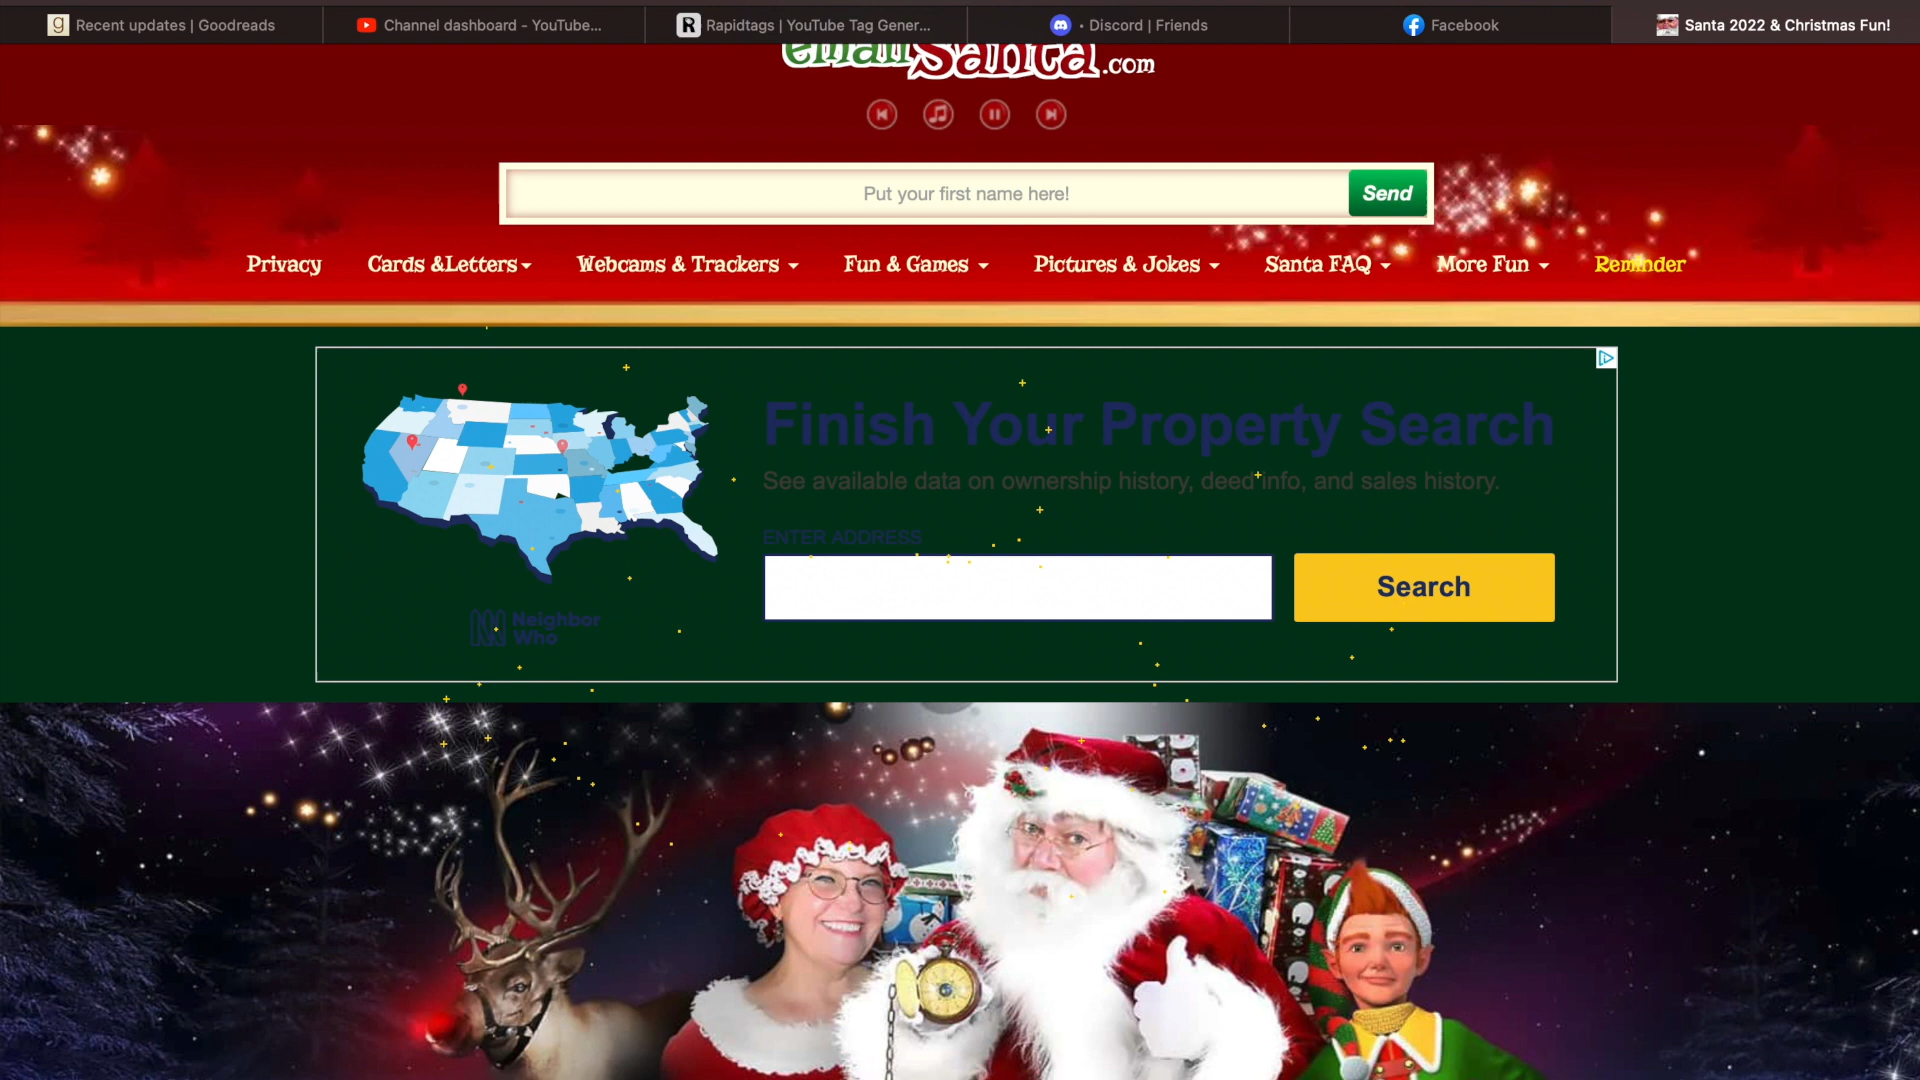 g Recent updates | Goodreads
Channel dashboard - YouTube...
R Rapidtags | YouTube Tag Gener...
• Discord | Friends
Facebook
Santa 2022 & Christmas Fun!
emailSanta.com
Put your first name here!
Send
Privacy
Cards &Letters
Webcams & Trackers
Fun & Games
Pictures & Jokes
Santa FAQ
More Fun
Reminder
Finish Your Property Search
See available data on ownership history, deed info, and sales history.
ENTER ADDRESS
Search
Neighbor
Who